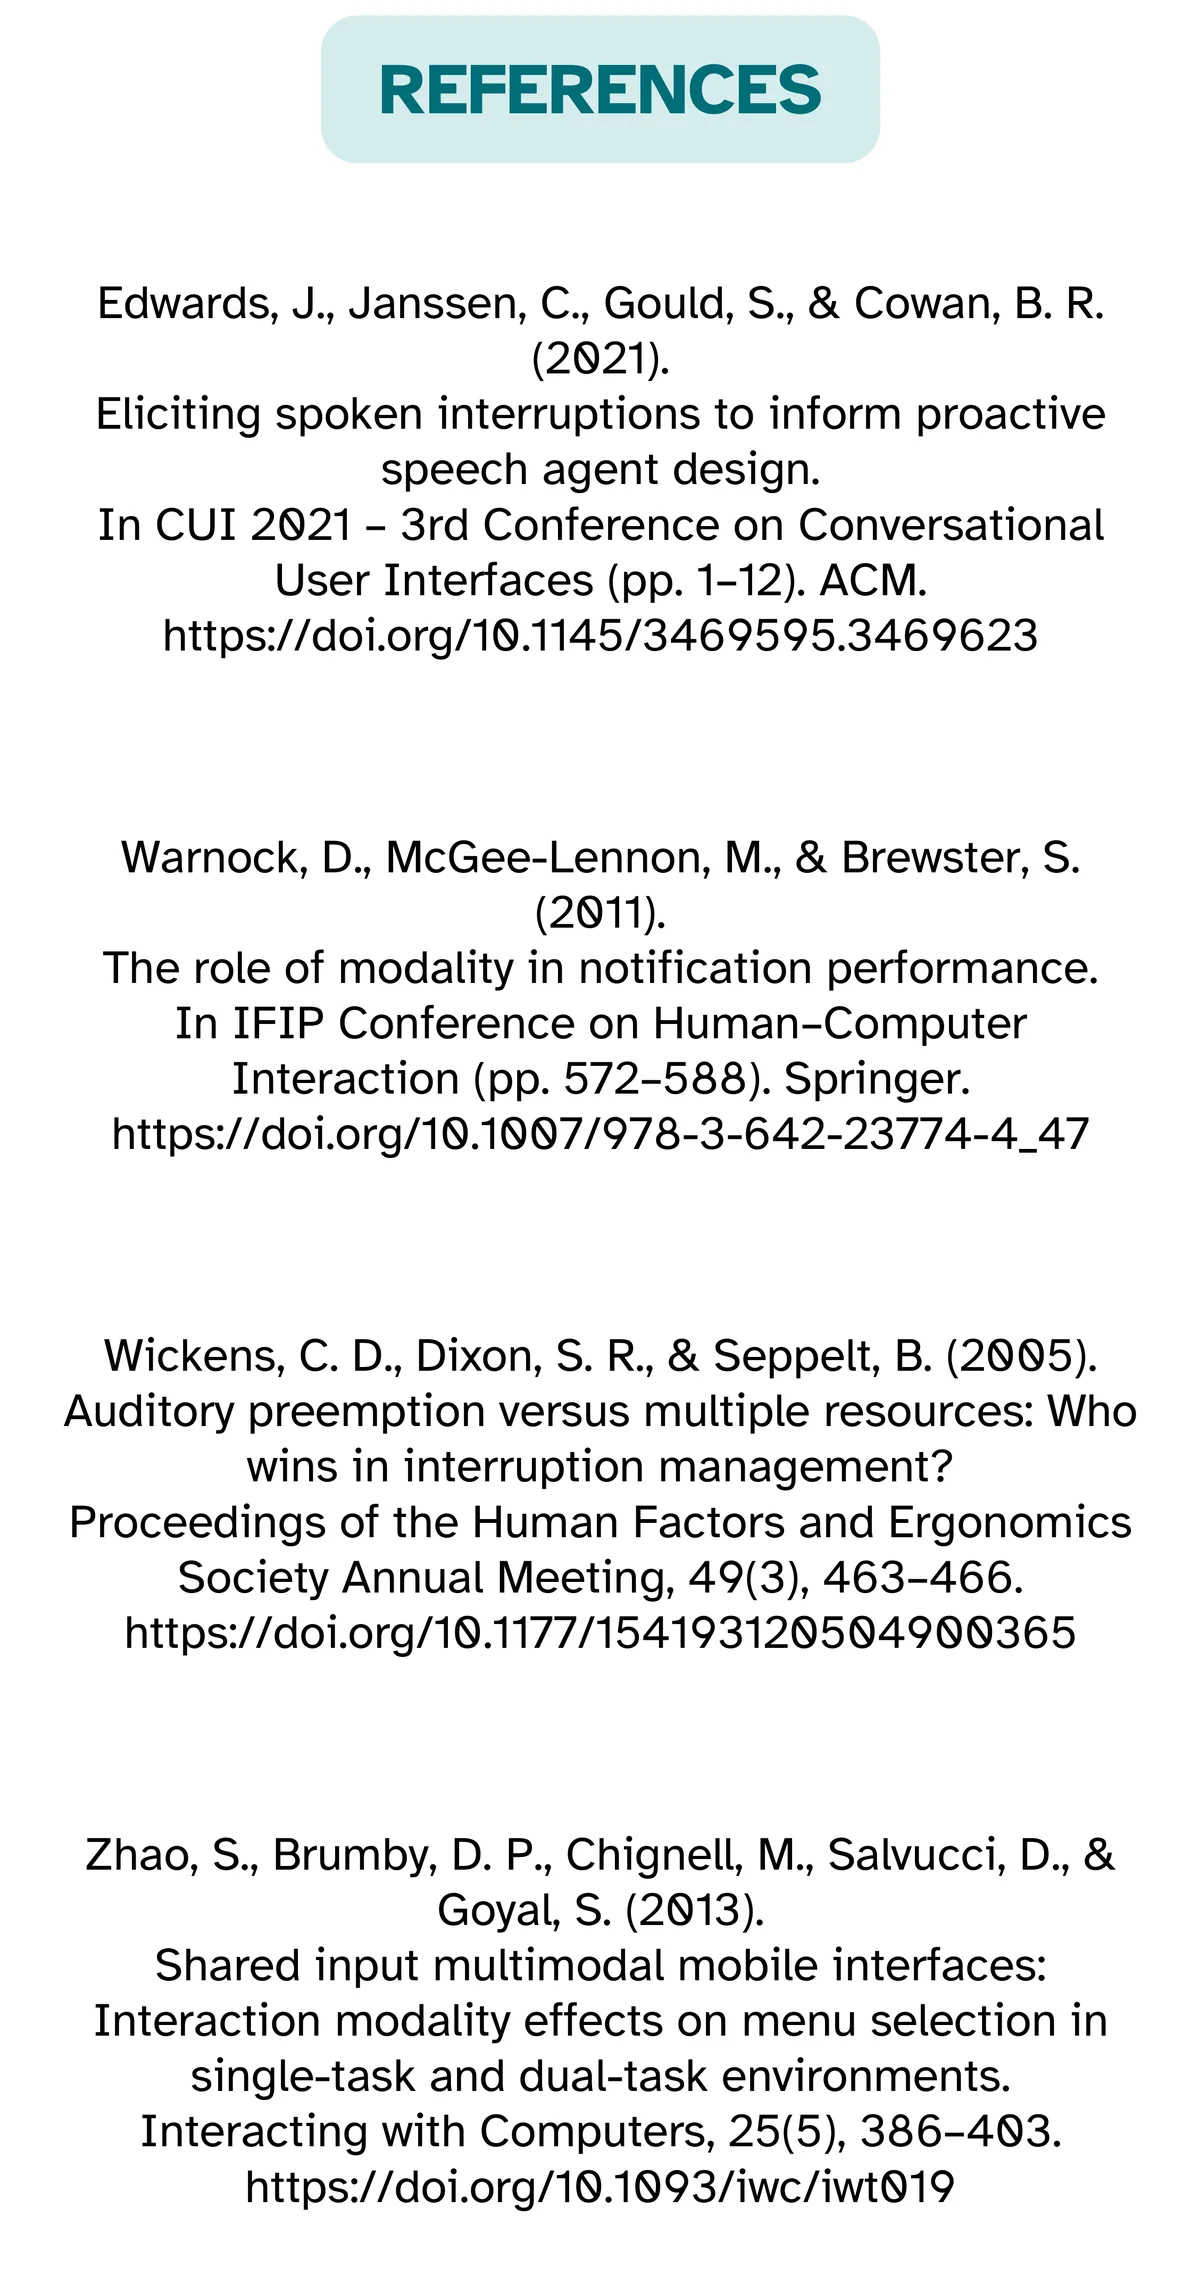 REFERENCES
Edwards, J., Janssen, C., Gould, S., & Cowan, B. R.
(2021).
Eliciting spoken interruptions to inform proactive
speech agent design.
In CUI 2021 – 3rd Conference on Conversational
User Interfaces (pp. 1–12). ACM.
https://doi.org/10.1145/3469595.3469623
Warnock, D., McGee-Lennon, M., & Brewster, S.
(2011).
The role of modality in notification performance.
In IFIP Conference on Human–Computer
Interaction (pp. 572–588). Springer.
https://doi.org/10.1007/978-3-642-23774-4_47
Wickens, C. D., Dixon, S. R., & Seppelt, B. (2005).
Auditory preemption versus multiple resources: Who
wins in interruption management?
Proceedings of the Human Factors and Ergonomics
Society Annual Meeting, 49(3), 463–466.
https://doi.org/10.1177/154193120504900365
Zhao, S., Brumby, D. P., Chignell, M., Salvucci, D., &
Goyal, S. (2013).
Shared input multimodal mobile interfaces:
Interaction modality effects on menu selection in
single-task and dual-task environments.
Interacting with Computers, 25(5), 386–403.
https://doi.org/10.1093/iwc/iwt019